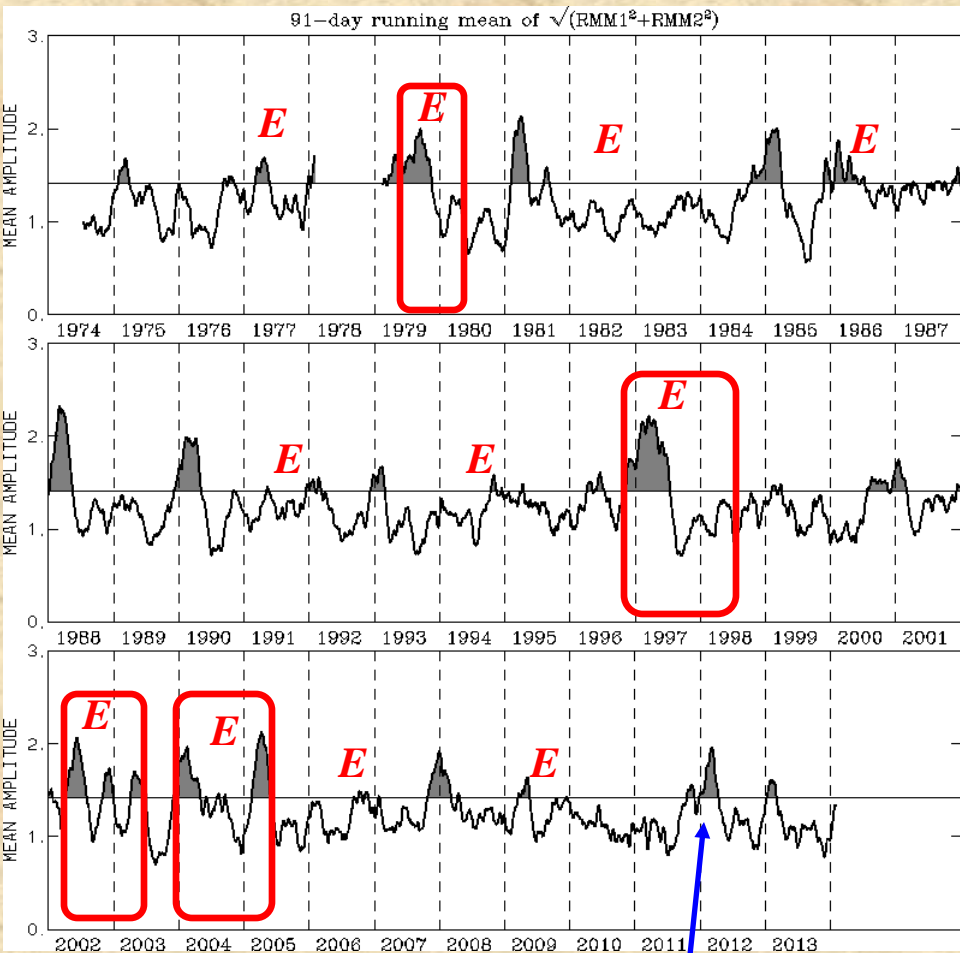 91-day running mean of √(RMM1²+RMM2²)
3.
2.
1.
0.
MEAN AMPLITUDE
E E E E
1974 1975 1976 1977 1978 1979 1980 1981 1982 1983 1984 1985 1986 1987
3.
2.
1.
0.
MEAN AMPLITUDE
E E E
1988 1989 1990 1991 1992 1993 1994 1995 1996 1997 1998 1999 2000 2001
3.
2.
1.
0.
MEAN AMPLITUDE
E E E E
2002 2003 2004 2005 2006 2007 2008 2009 2010 2011 2012 2013